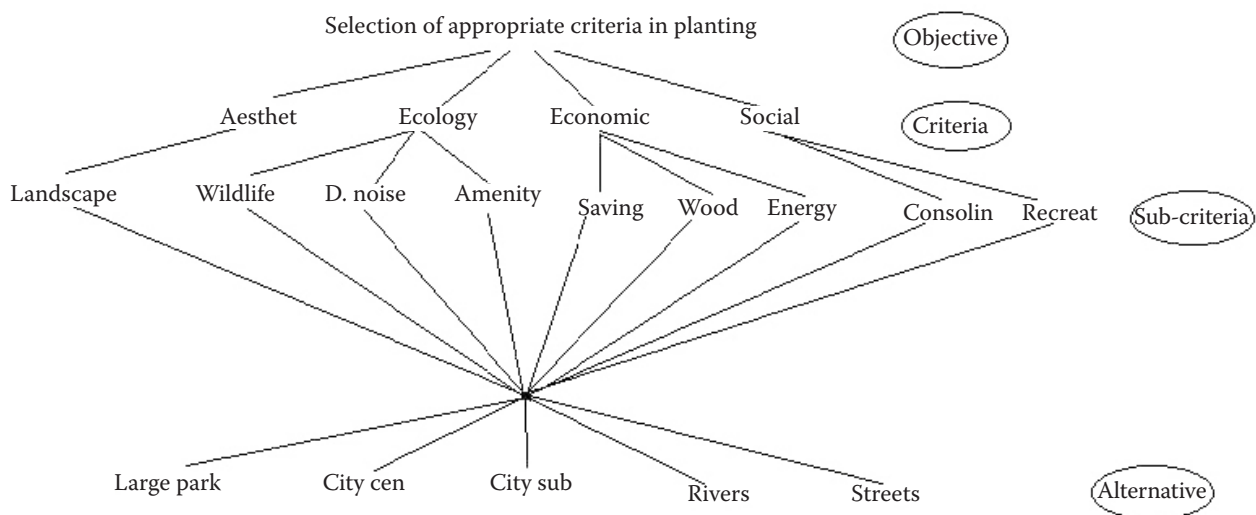 Selection of appropriate criteria in planting
Objective
Aesthet
Ecology
Economic
Social
Criteria
Landscape
Wildlife
D. noise
Amenity
Saving
Wood
Energy
Consolin
Recreat
Sub-criteria
Large park
City cen
City sub
Rivers
Streets
Alternative